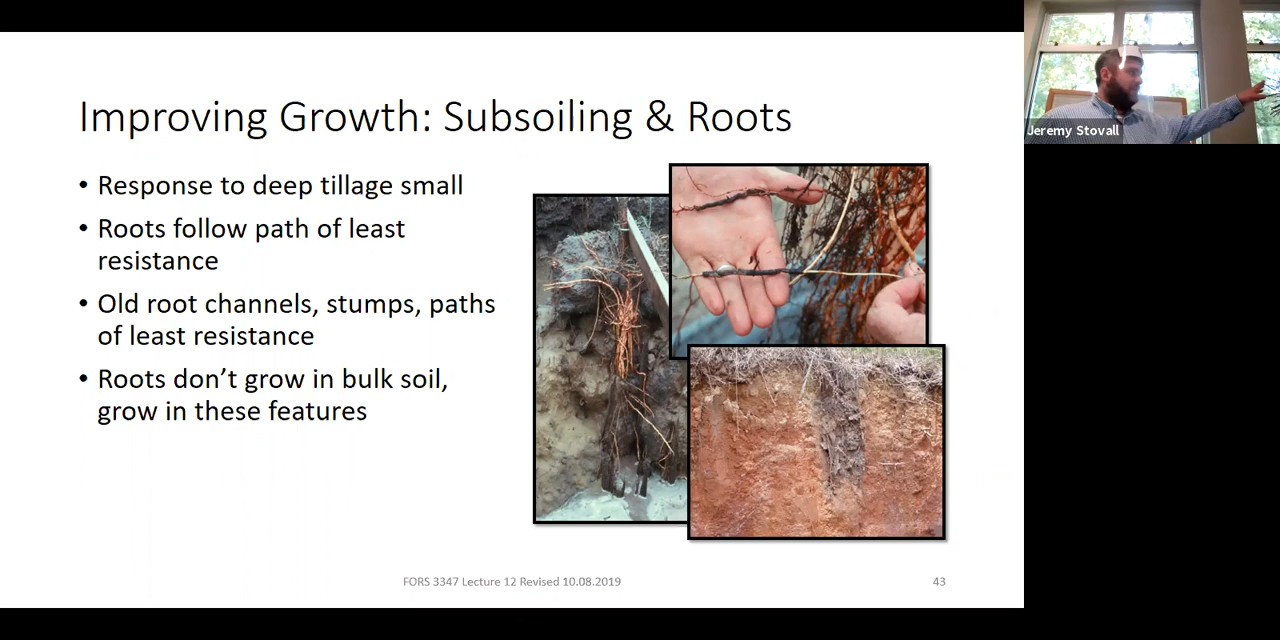 Improving Growth: Subsoiling & Roots
• Response to deep tillage small
• Roots follow path of least
resistance
• Old root channels, stumps, paths
of least resistance
• Roots don’t grow in bulk soil,
grow in these features
FORS 3347 Lecture 12 Revised 10.08.2019
43
Jeremy Stovall